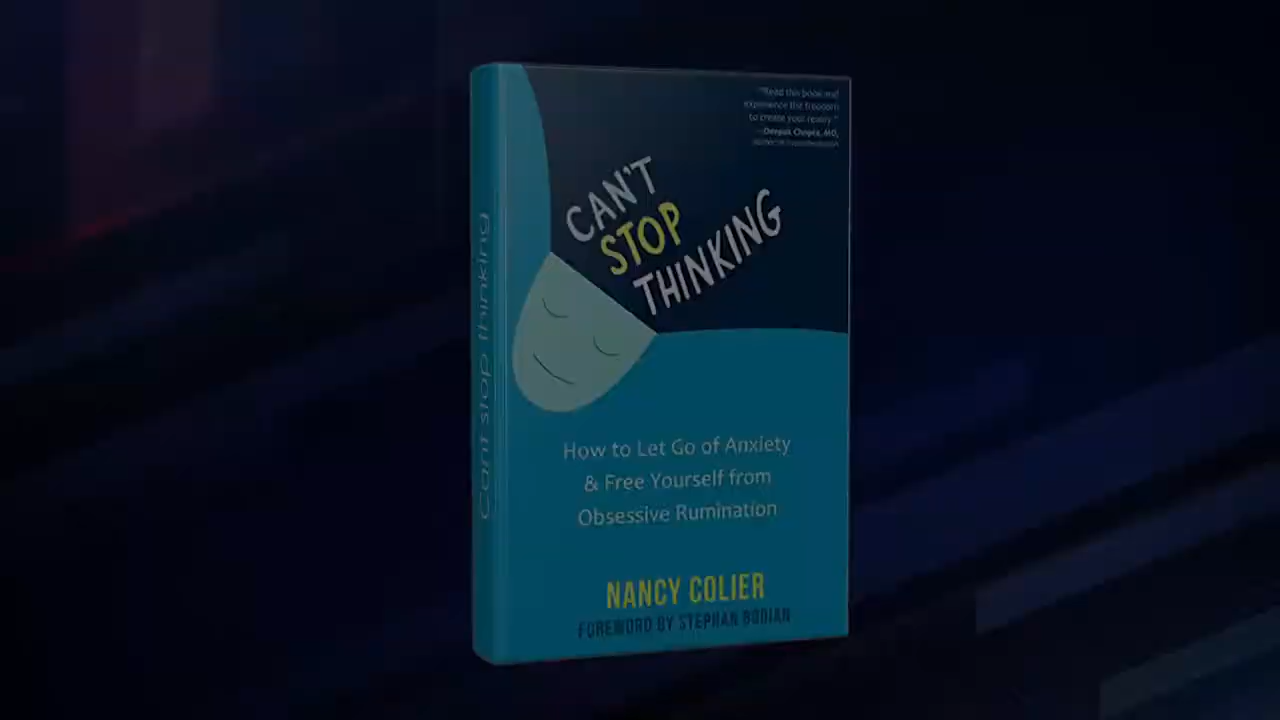 Cant stop thinking
"Read this book and
experience the freedom
to create your reality."
—Deepak Chopra, MD,
CAN'T
STOP
THINKING
How to Let Go of Anxiety
& Free Yourself from
Obsessive Rumination
NANCY COLIER
FOREWORD BY STEPHAN BODIAN